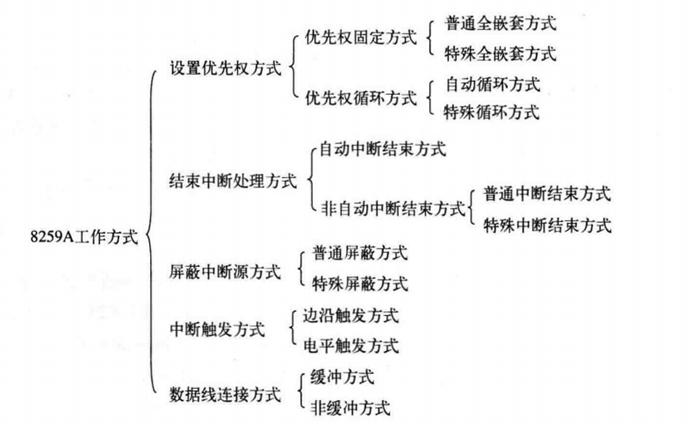 普通全嵌套方式
优先权固定方式
特殊全嵌套方式
设置优先权方式
自动循环方式
优先权循环方式
特殊循环方式
自动中断结束方式
结束中断处理方式
普通中断结束方式
非自动中断结束方式
特殊中断结束方式
8259A工作方式
普通屏蔽方式
屏蔽中断源方式
特殊屏蔽方式
边沿触发方式
中断触发方式
电平触发方式
缓冲方式
数据线连接方式
非缓冲方式